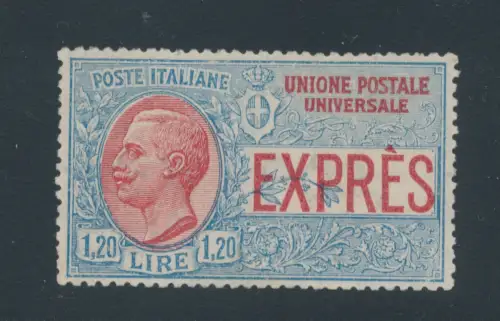 POSTE ITALIANE
UNIONE POSTALE
UNIVERSALE
EXPRÈS
1,20 LIRE 1,20